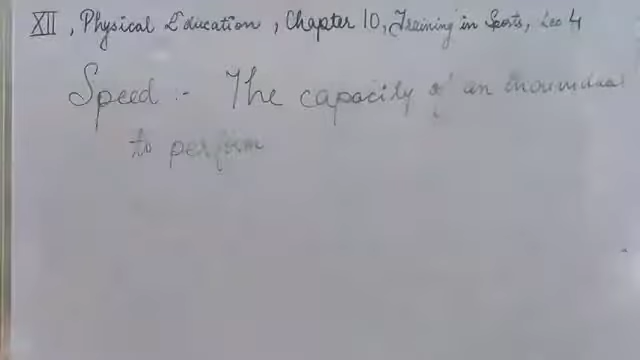 XII, Physical Education, Chapter 10, Training in Sports, Lec 4
Speed :- The capacity of an individual
to perform